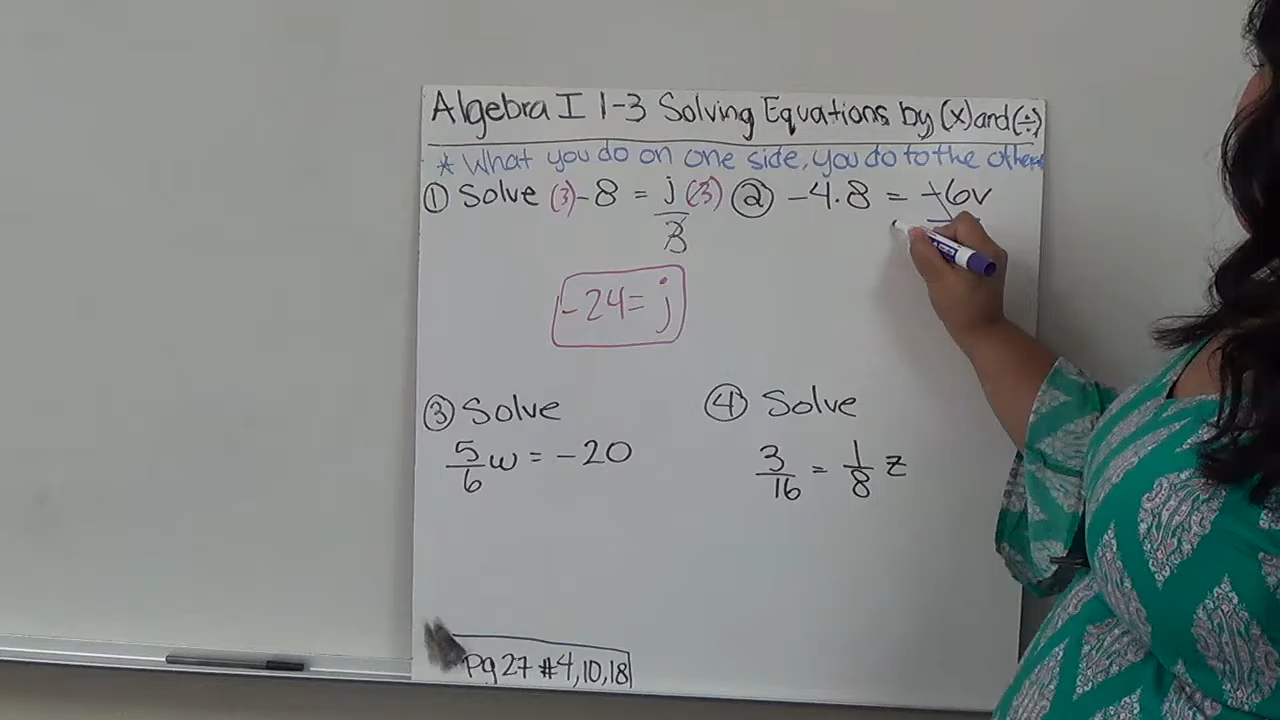 Algebra I 1-3 Solving Equations by (x) and (÷)
* What you do on one side, you do to the other
① Solve (3) -8 = j/3 (3)
-24 = j
② -4.8 = -6v
③ Solve
5/6 w = -20
④ Solve
3/16 = 1/8 z
pg 27 #4, 10, 18